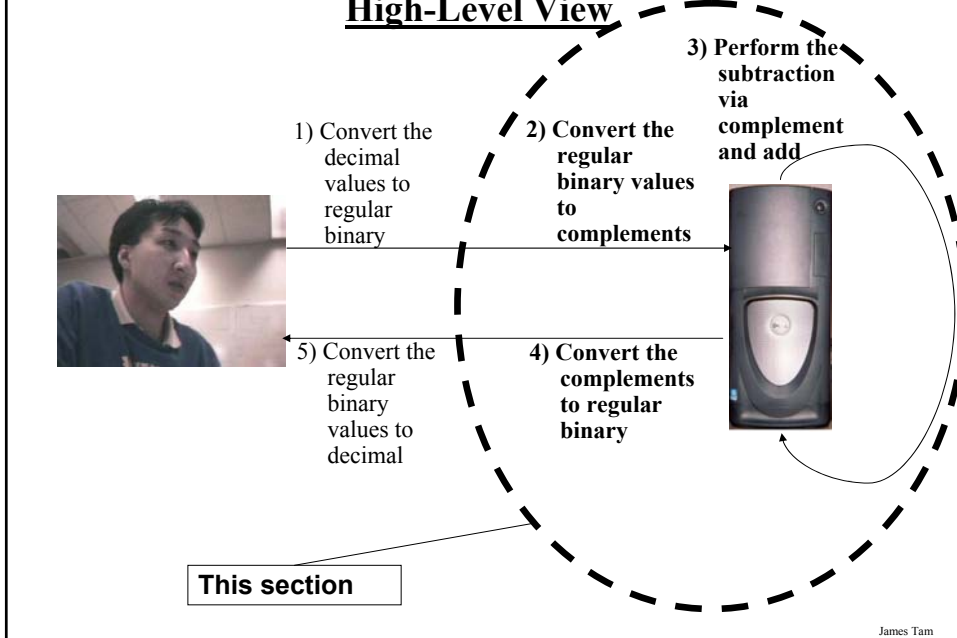 High-Level View
1) Convert the
decimal
values to
regular
binary
2) Convert the
regular
binary values
to
complements
3) Perform the
subtraction
via
complement
and add
4) Convert the
complements
to regular
binary
5) Convert the
regular
binary
values to
decimal
This section
James Tam